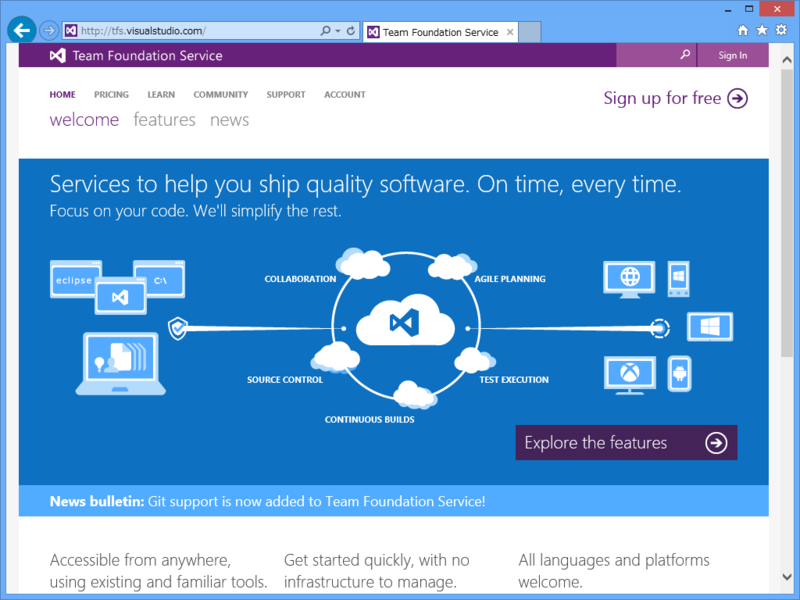 http://tfs.visualstudio.com/
Team Foundation Service
Team Foundation Service
Sign In
HOME PRICING LEARN COMMUNITY SUPPORT ACCOUNT
Sign up for free
welcome features news
Services to help you ship quality software. On time, every time.
Focus on your code. We'll simplify the rest.
eclipse
C:\
COLLABORATION
AGILE PLANNING
SOURCE CONTROL
TEST EXECUTION
CONTINUOUS BUILDS
Explore the features
News bulletin: Git support is now added to Team Foundation Service!
Accessible from anywhere,
using existing and familiar tools.
Get started quickly, with no
infrastructure to manage.
All languages and platforms
welcome.